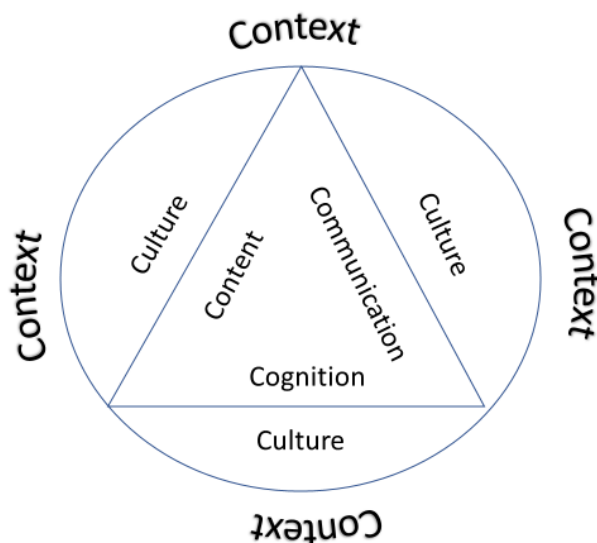 Context
Culture
Culture
Communication
Content
Context
Context
Cognition
Culture
Context